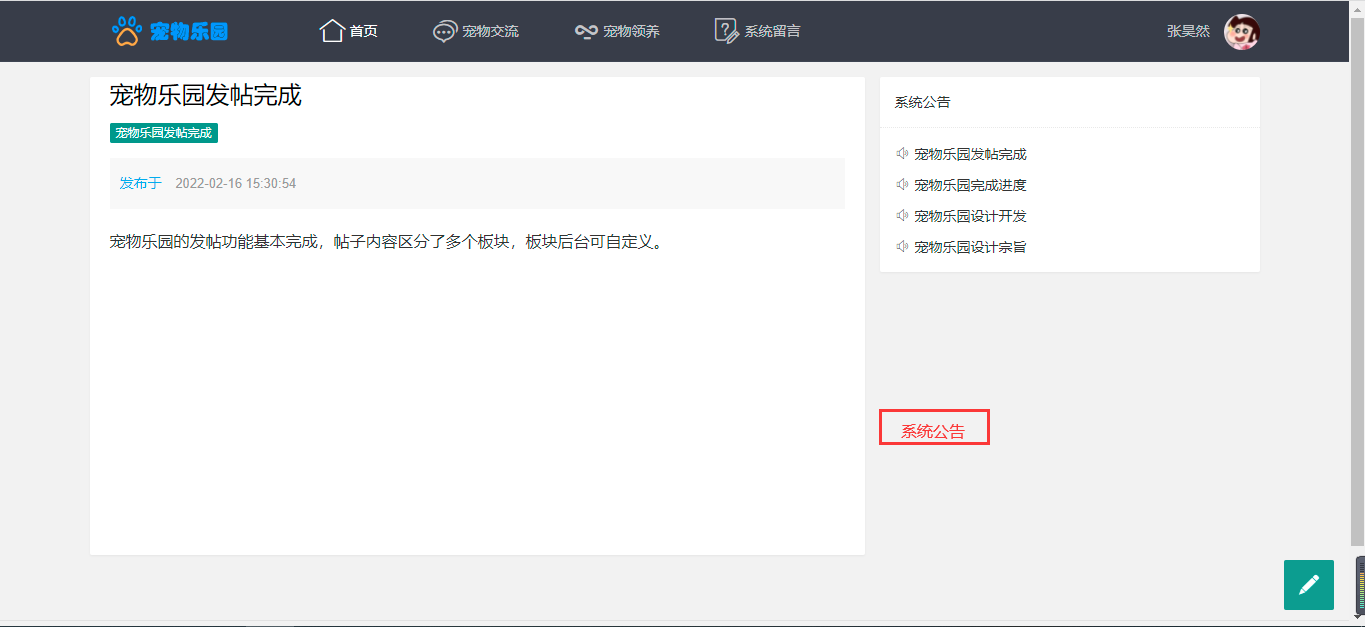 宠物乐园
首页
宠物交流
宠物领养
系统留言
张昊然
宠物乐园发帖完成
宠物乐园发帖完成
发布于 2022-02-16 15:30:54
宠物乐园的发帖功能基本完成，帖子内容区分了多个板块，板块后台可自定义。
系统公告
宠物乐园发帖完成
宠物乐园完成进度
宠物乐园设计开发
宠物乐园设计宗旨
系统公告